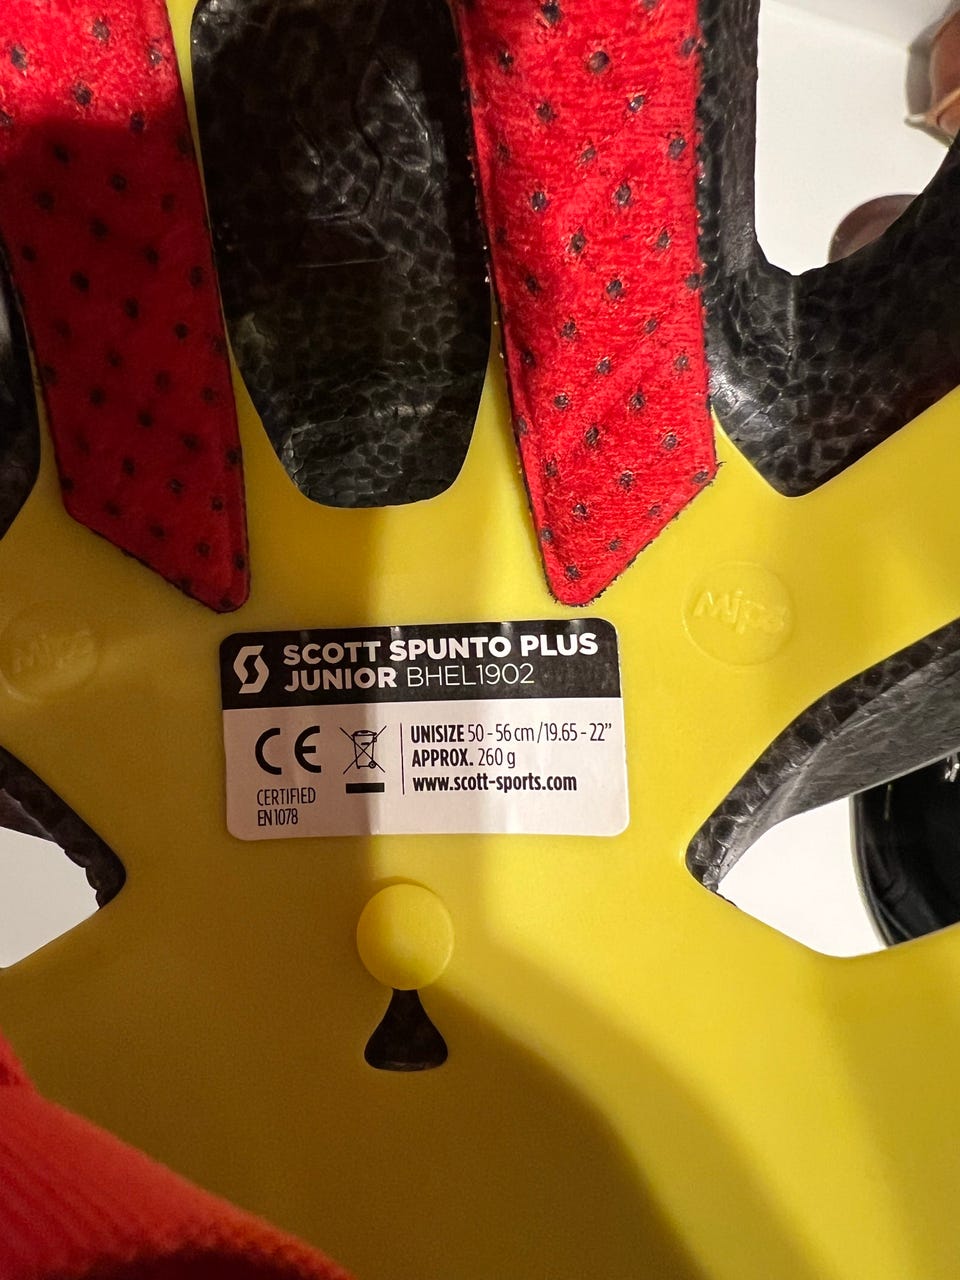 Mips
Mips
SCOTT SPUNTO PLUS
JUNIOR BHEL1902
CE
CERTIFIED
EN1078
UNISIZE 50 - 56 cm / 19.65 - 22”
APPROX. 260 g
www.scott-sports.com